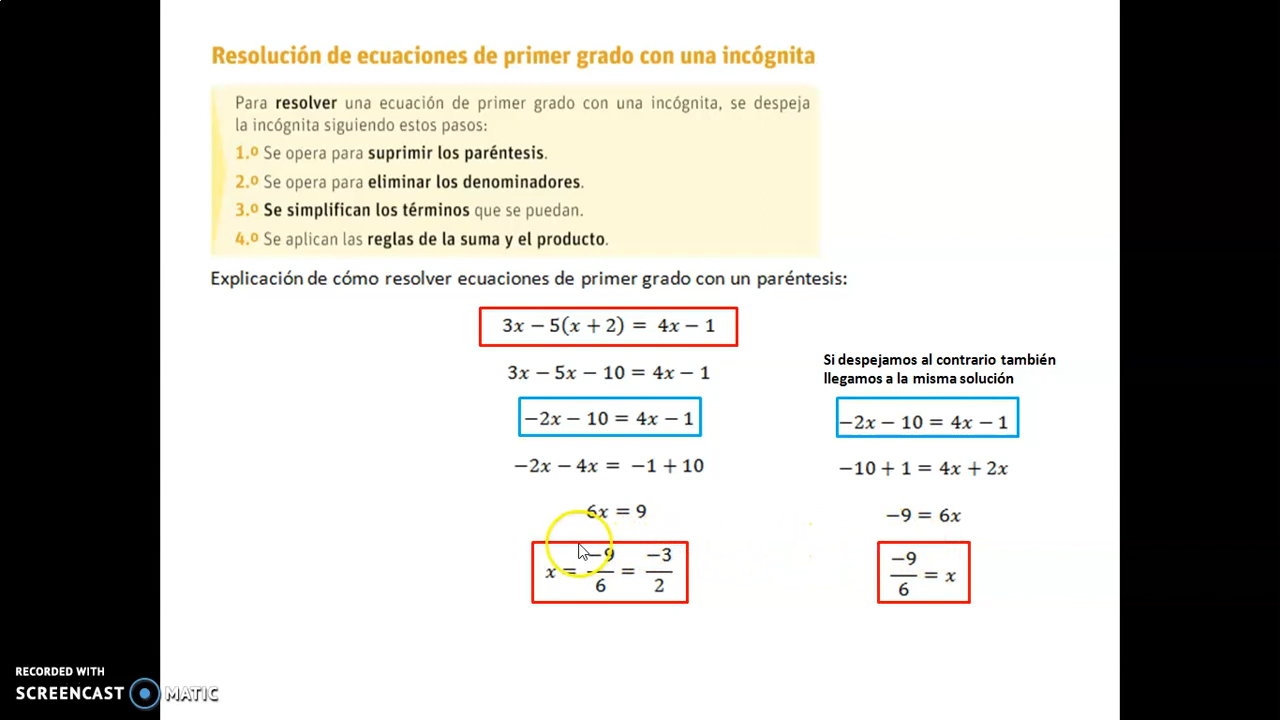 Resolución de ecuaciones de primer grado con una incógnita
Para resolver una ecuación de primer grado con una incógnita, se despeja
la incógnita siguiendo estos pasos:
1.º Se opera para suprimir los paréntesis.
2.º Se opera para eliminar los denominadores.
3.º Se simplifican los términos que se puedan.
4.º Se aplican las reglas de la suma y el producto.
Explicación de cómo resolver ecuaciones de primer grado con un paréntesis:
3x − 5(x + 2) = 4x − 1
3x − 5x − 10 = 4x − 1
−2x − 10 = 4x − 1
−2x − 4x = −1 + 10
6x = 9
x = −9/6 = −3/2
Si despejamos al contrario también
llegamos a la misma solución
−2x − 10 = 4x − 1
−10 + 1 = 4x + 2x
−9 = 6x
−9/6 = x
RECORDED WITH
SCREENCAST MATIC